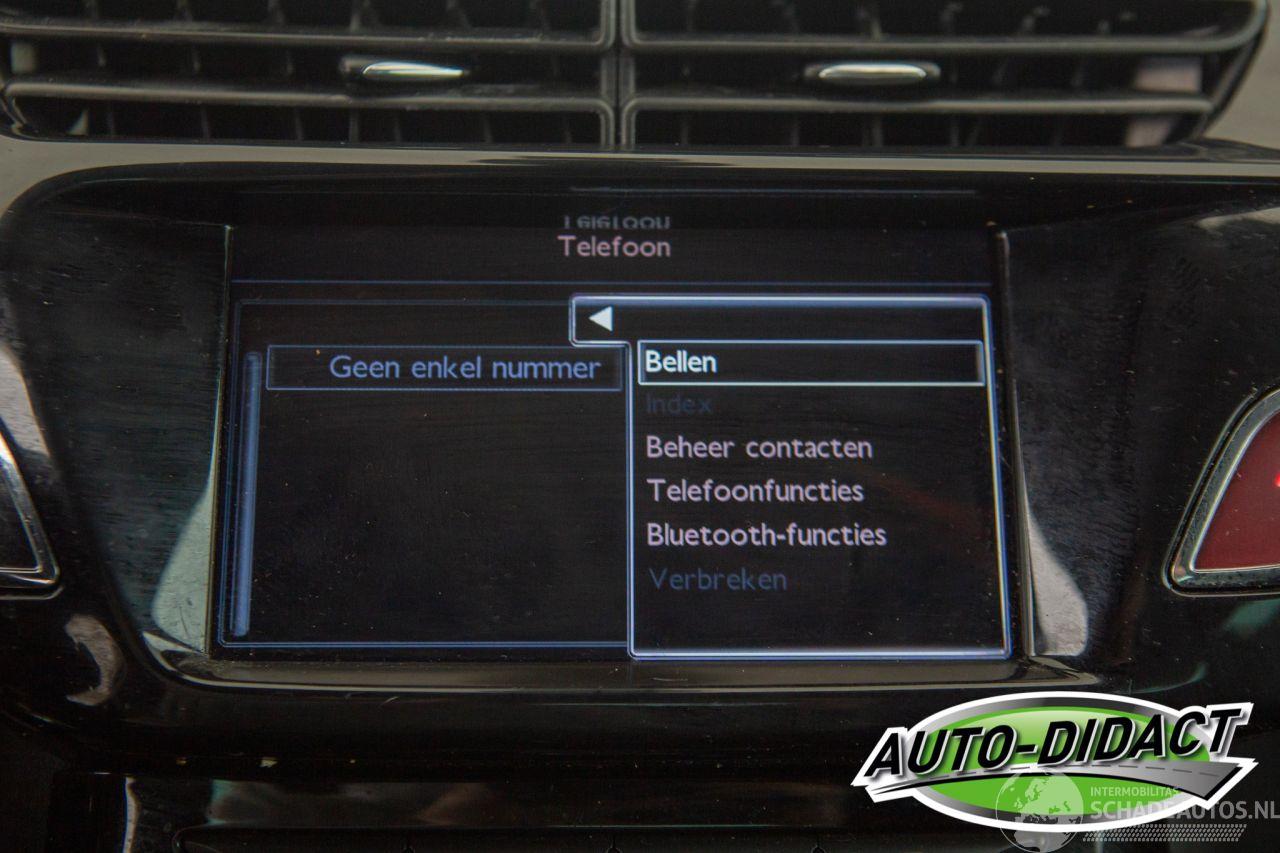 Telefoon
Geen enkel nummer
Bellen
Index
Beheer contacten
Telefoonfuncties
Bluetooth-functies
Verbreken
AUTO-DIDACT
INTERMOBILITAS
SCHADEAUTOS.NL